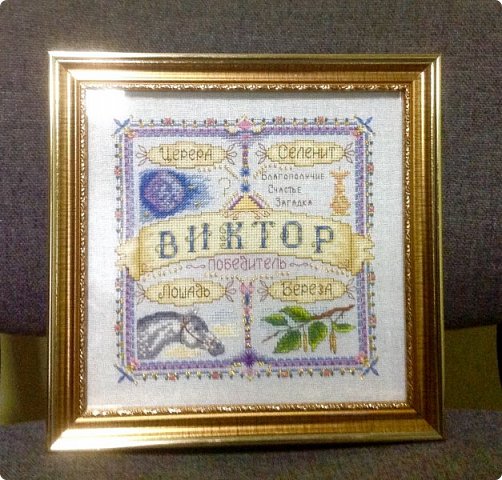 Церера
Селенит
Благополучие
Счастье
Загадка
ВИКТОР
победитель
Лошадь
Береза